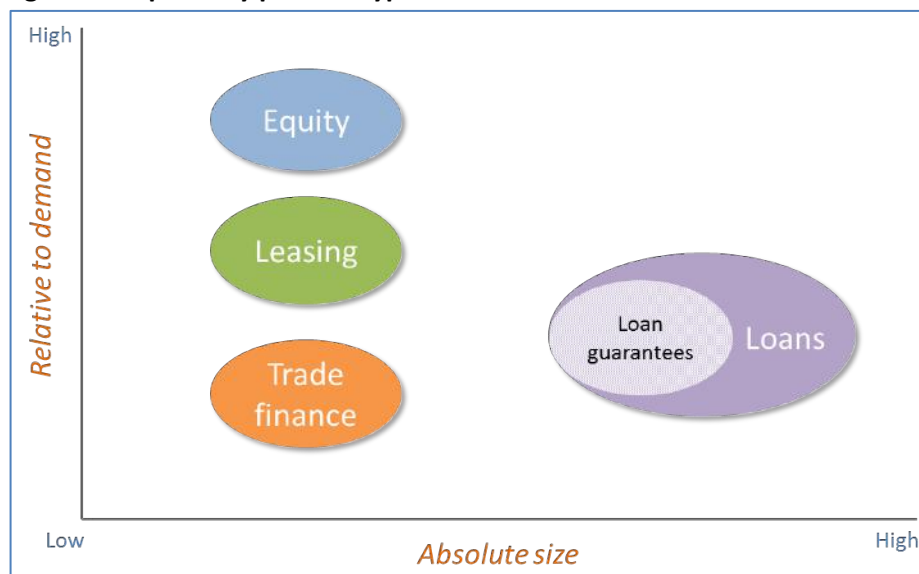 High
Equity
Relative to demand
Leasing
Loan
guarantees
Loans
Trade
finance
Low
Absolute size
High